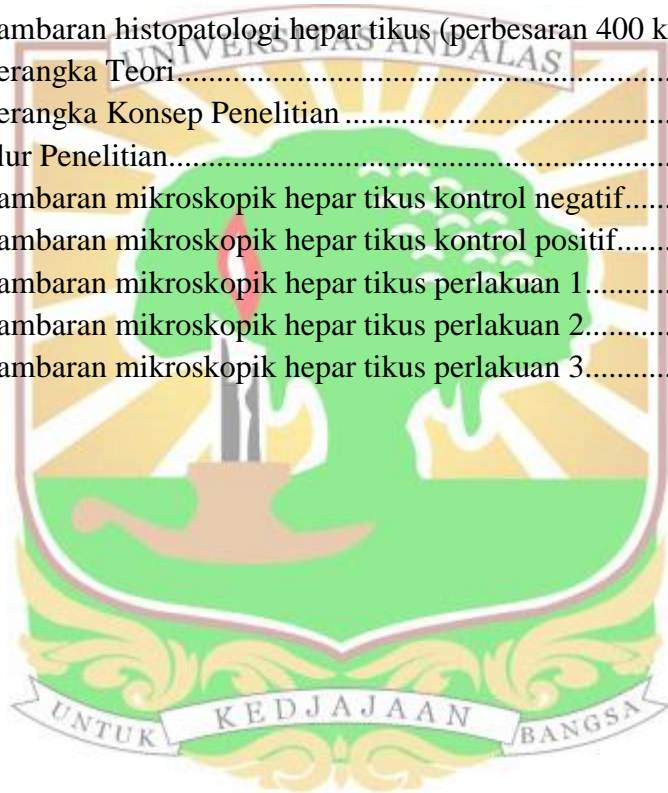 ambaran histopatologi hepar tikus (perbesaran 400 k
UNIVERSITAS ANDALAS
erangka Teori....................................................................
erangka Konsep Penelitian ..............................................
lur Penelitian....................................................................
ambaran mikroskopik hepar tikus kontrol negatif......
ambaran mikroskopik hepar tikus kontrol positif.......
ambaran mikroskopik hepar tikus perlakuan 1...........
ambaran mikroskopik hepar tikus perlakuan 2...........
ambaran mikroskopik hepar tikus perlakuan 3...........
UNTUK KEDJAJAAN BANGSA